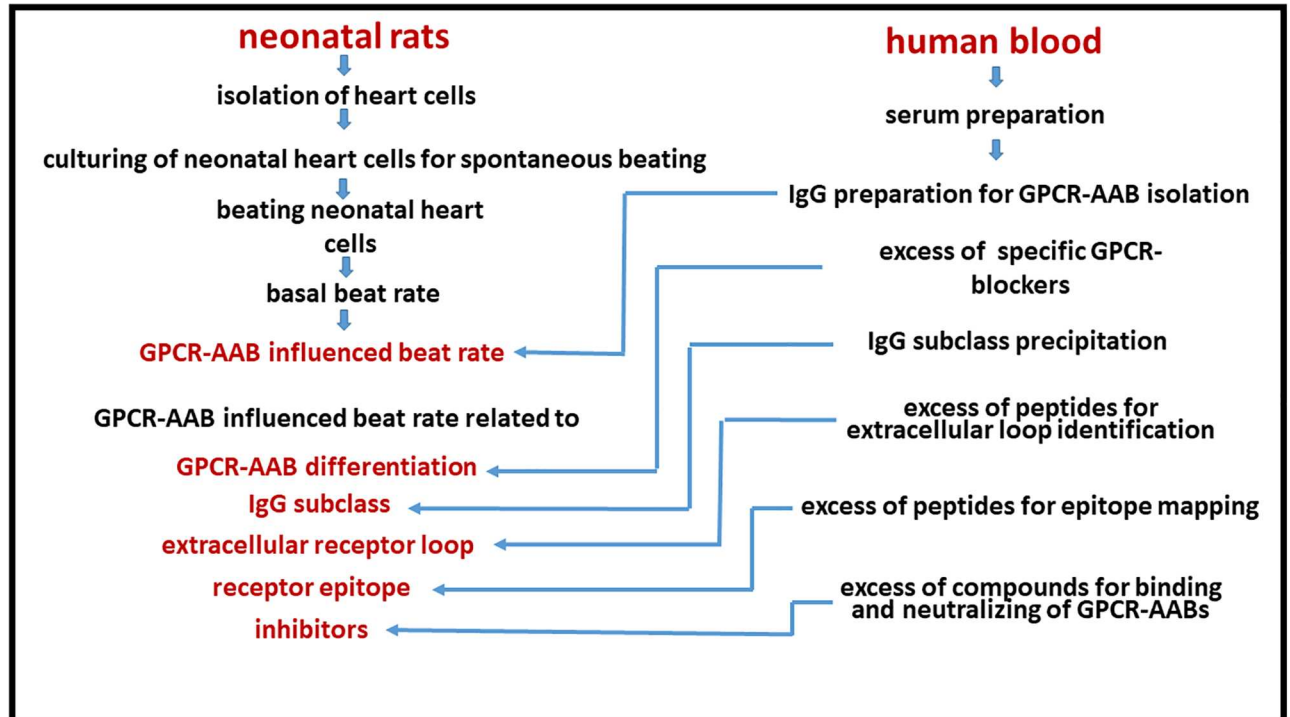 neonatal rats
isolation of heart cells
culturing of neonatal heart cells for spontaneous beating
beating neonatal heart
cells
basal beat rate
GPCR-AAB influenced beat rate
GPCR-AAB influenced beat rate related to
GPCR-AAB differentiation
IgG subclass
extracellular receptor loop
receptor epitope
inhibitors
human blood
serum preparation
IgG preparation for GPCR-AAB isolation
excess of specific GPCR-
blockers
IgG subclass precipitation
excess of peptides for
extracellular loop identification
excess of peptides for epitope mapping
excess of compounds for binding
and neutralizing of GPCR-AABs